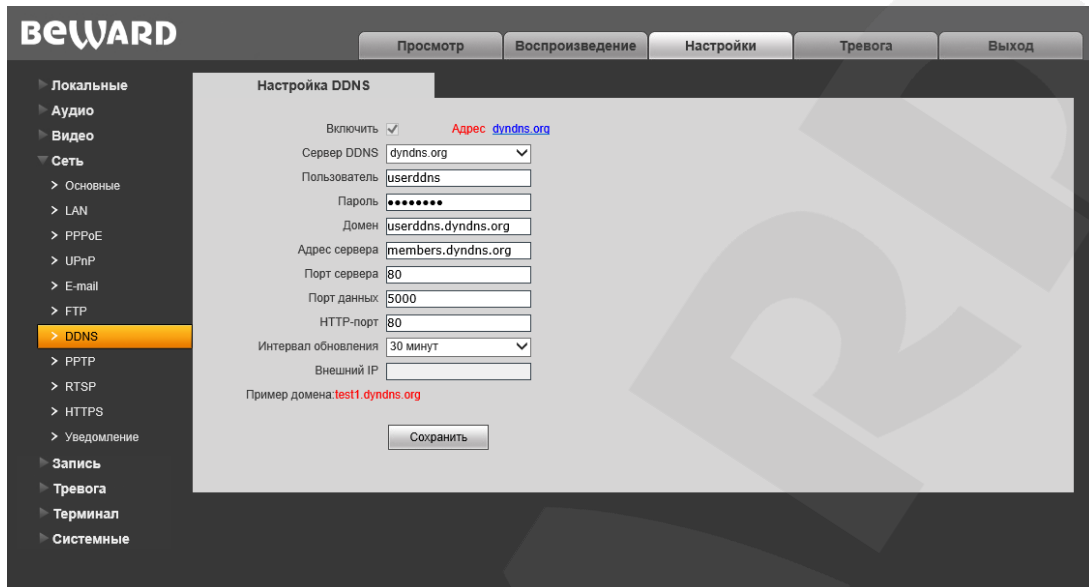 BEWARD
Просмотр Воспроизведение Настройки Тревога Выход
Локальные
Аудио
Видео
Сеть
Основные
LAN
PPPoE
UPnP
E-mail
FTP
DDNS
PPTP
RTSP
HTTPS
Уведомление
Запись
Тревога
Терминал
Системные
Настройка DDNS
Включить Адрес dyndns.org
Сервер DDNS dyndns.org
Пользователь userddns
Пароль ••••••••
Домен userddns.dyndns.org
Адрес сервера members.dyndns.org
Порт сервера 80
Порт данных 5000
HTTP-порт 80
Интервал обновления 30 минут
Внешний IP
Пример домена:test1.dyndns.org
Сохранить